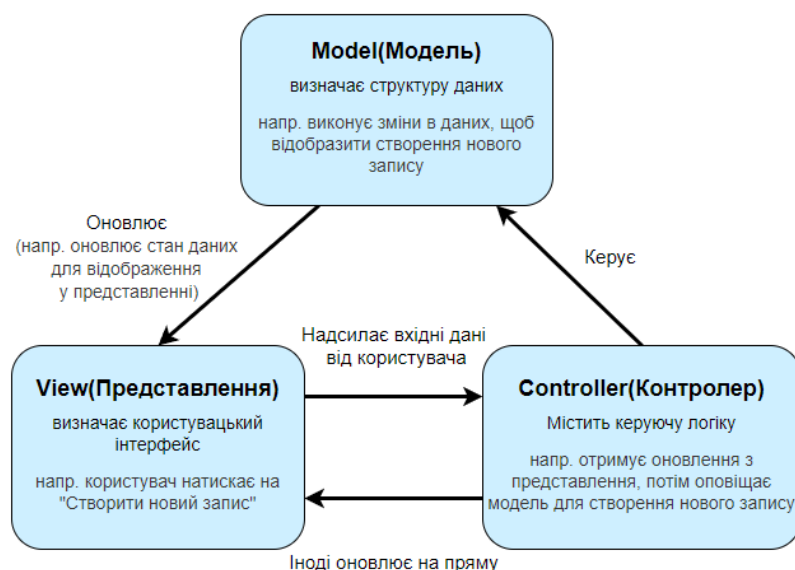 Model(Модель)
визначає структуру даних
напр. виконує зміни в даних, щоб
відобразити створення нового
запису
Оновлює
(напр. оновлює стан даних
для відображення
у представленні)
Керує
Надсилає вхідні дані
від користувача
View(Представлення)
визначає користувацький
інтерфейс
напр. користувач натискає на
"Створити новий запис"
Controller(Контролер)
Містить керуючу логіку
напр. отримує оновлення з
представлення, потім оповіщає
модель для створення нового запису
Іноді оновлює на пряму